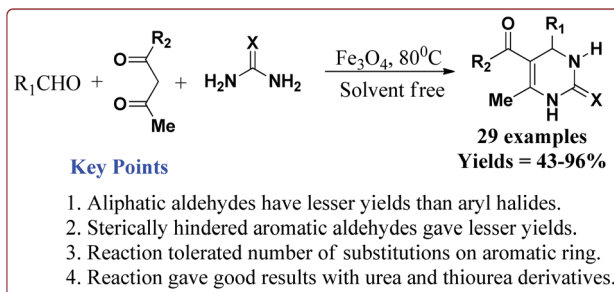 R1CHO + O R2 O Me + X H2N NH2
Fe3O4, 80⁰C
Solvent free
O R1 R2 N H Me N H X
29 examples
Yields = 43-96%
Key Points
1. Aliphatic aldehydes have lesser yields than aryl halides.
2. Sterically hindered aromatic aldehydes gave lesser yields.
3. Reaction tolerated number of substitutions on aromatic ring.
4. Reaction gave good results with urea and thiourea derivatives.